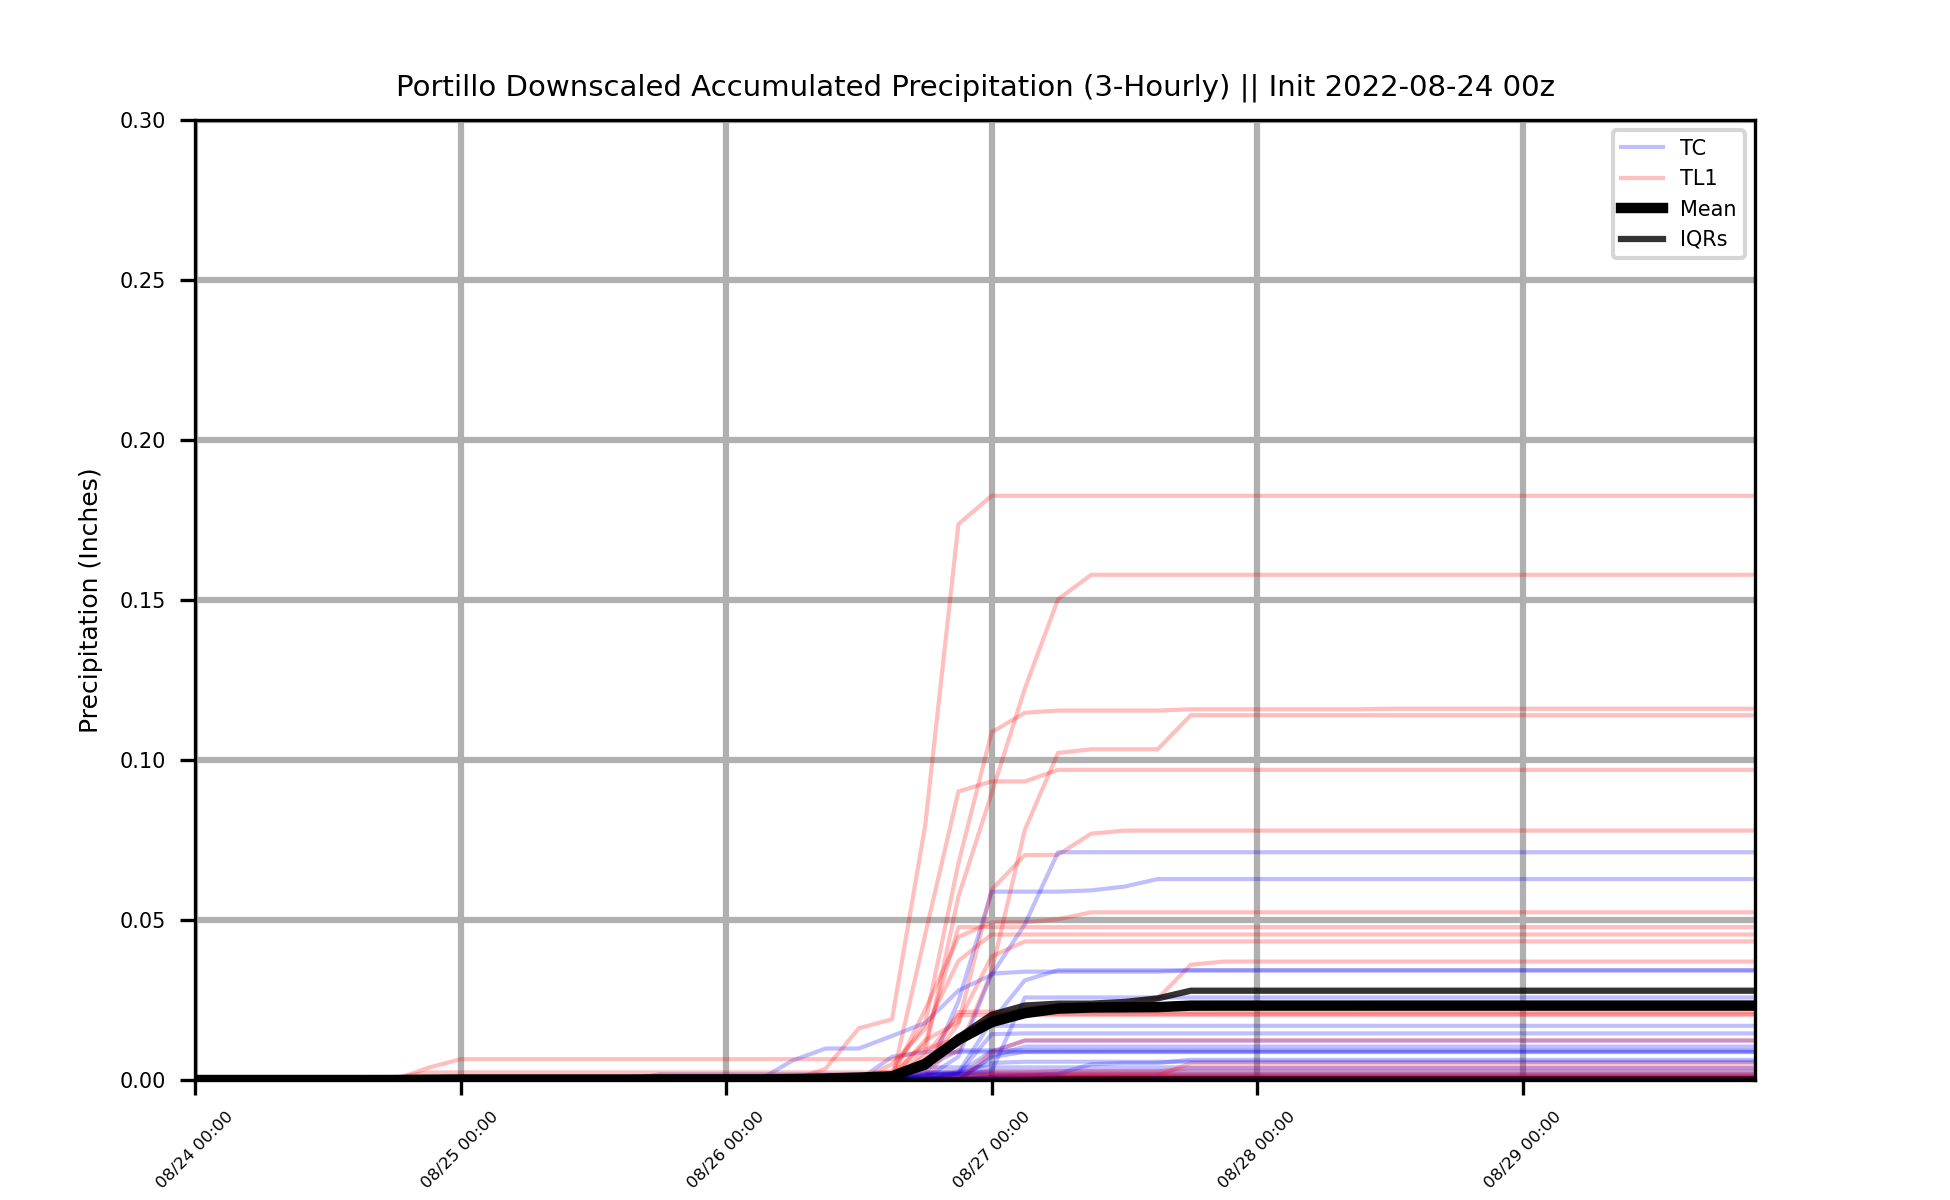 Portillo Downscaled Accumulated Precipitation (3-Hourly) || Init 2022-08-24 00z
0.30
0.25
0.20
0.15
0.10
0.05
0.00
Precipitation (Inches)
TC
TL1
Mean
IQRs
08/24 00:00
08/25 00:00
08/26 00:00
08/27 00:00
08/28 00:00
08/29 00:00